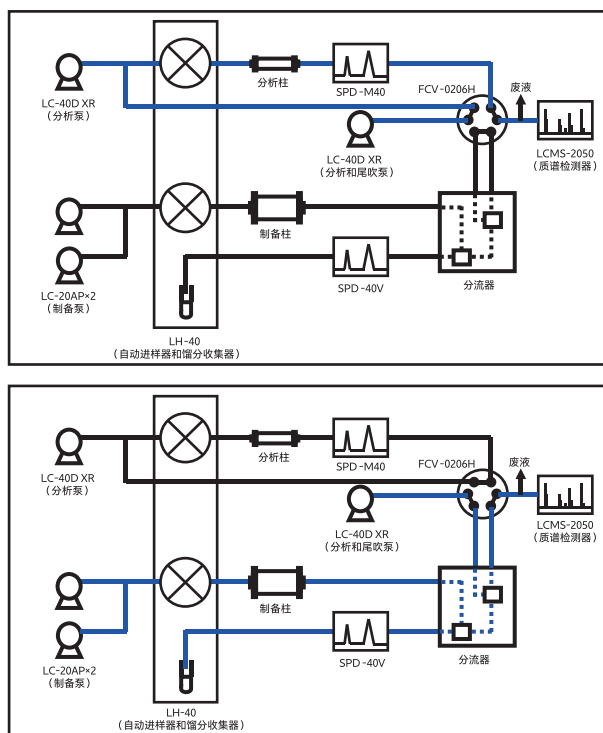 LC-40D XR
(分析泵)
分析柱
SPD-M40
FCV-0206H
废液
LC-40D XR
(分析和尾吹泵)
LCMS-2050
(质谱检测器)
LC-20AP×2
(制备泵)
制备柱
SPD-40V
分流器
LH-40
(自动进样器和馏分收集器)
LC-40D XR
(分析泵)
分析柱
SPD-M40
FCV-0206H
废液
LC-40D XR
(分析和尾吹泵)
LCMS-2050
(质谱检测器)
LC-20AP×2
(制备泵)
制备柱
SPD-40V
分流器
LH-40
(自动进样器和馏分收集器)